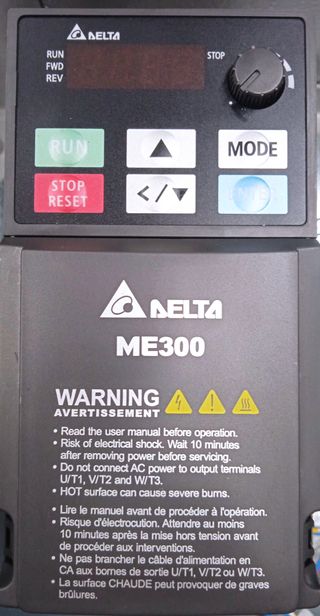 DELTA
RUN
FWD
REV
STOP
RUN
▲
MODE
STOP
RESET
</▼
ENTER
DELTA
ME300
WARNING
AVERTISSEMENT
• Read the user manual before operation.
• Risk of electrical shock. Wait 10 minutes
after removing power before servicing.
• Do not connect AC power to output terminals
U/T1, V/T2 and W/T3.
• HOT surface can cause severe burns.
• Lire le manuel avant de procéder à l'opération.
• Risque d'électrocution. Attendre au moins
10 minutes après la mise hors tension avant
de procéder aux interventions.
• Ne pas brancher le câble d'alimentation en
CA aux bornes de sortie U/T1, V/T2 ou W/T3.
• La surface CHAUDE peut provoquer de graves
brûlures.